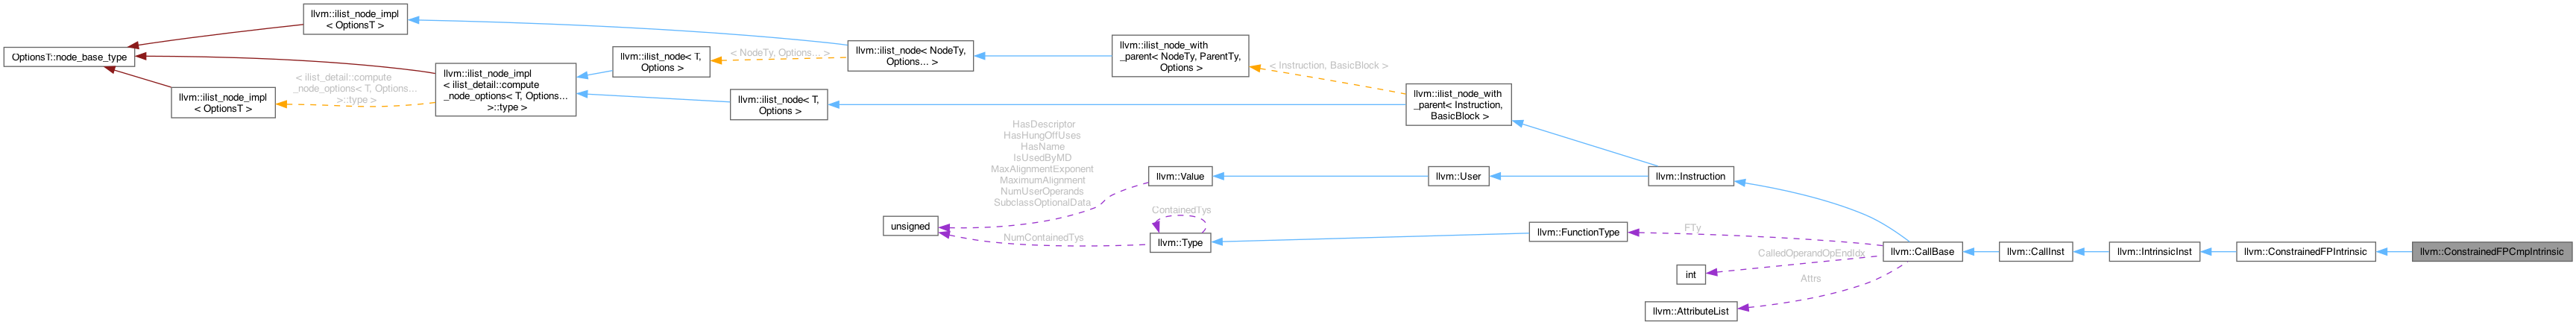 llvm::ilist_node_impl
< OptionsT >
OptionsT::node_base_type
llvm::ilist_node_impl
< OptionsT >
< ilist_detail::compute
_node_options< T, Options...
>::type >
llvm::ilist_node_impl
< ilist_detail::compute
_node_options< T, Options...
>::type >
llvm::ilist_node< T,
Options >
< NodeTy, Options... >
llvm::ilist_node< T,
Options >
llvm::ilist_node< NodeTy,
Options... >
llvm::ilist_node_with
_parent< NodeTy, ParentTy,
Options >
< Instruction, BasicBlock >
llvm::ilist_node_with
_parent< Instruction,
BasicBlock >
HasDescriptor
HasHungOffUses
HasName
IsUsedByMD
MaxAlignmentExponent
MaximumAlignment
NumUserOperands
SubclassOptionalData
llvm::Value
llvm::User
llvm::Instruction
unsigned
NumContainedTys
ContainedTys
llvm::Type
llvm::FunctionType
FTy
int
CalledOperandOpEndIdx
llvm::AttributeList
Attrs
llvm::CallBase
llvm::CallInst
llvm::IntrinsicInst
llvm::ConstrainedFPIntrinsic
llvm::ConstrainedFPCmpIntrinsic